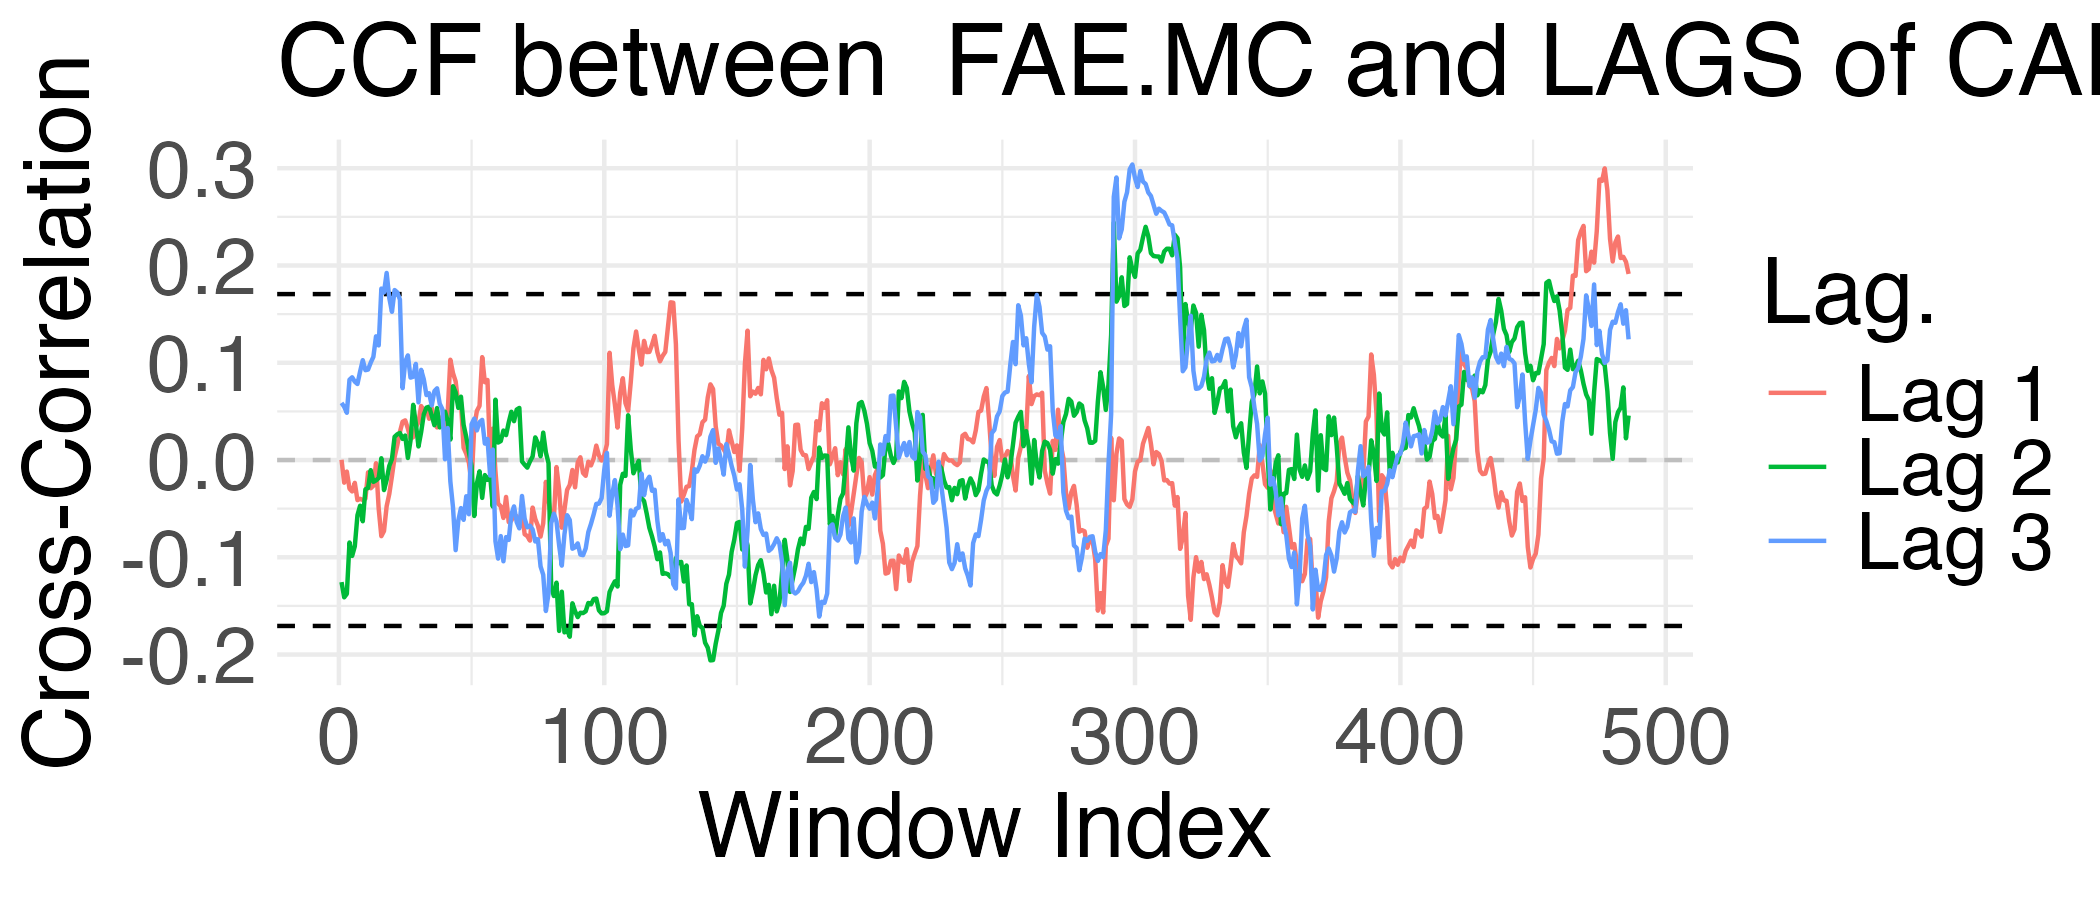 CCF between FAE.MC and LAGS of
Cross-Correlation
0.3
0.2
0.1
0.0
-0.1
-0.2
0
100
200
300
400
500
Window Index
Lag.
Lag 1
Lag 2
Lag 3